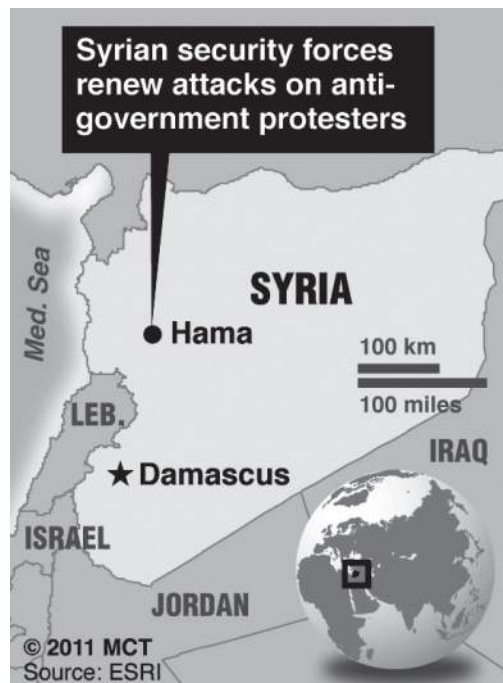 Syrian security forces
renew attacks on anti-
government protesters
Med. Sea
SYRIA
Hama
100 km
100 miles
LEB.
IRAQ
Damascus
ISRAEL
JORDAN
© 2011 MCT
Source: ESRI